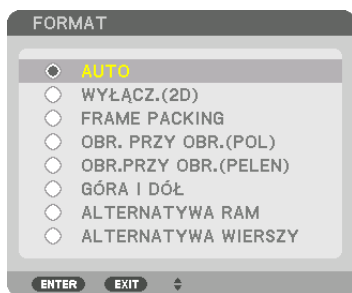 FORMAT
AUTO
WYŁĄCZ.(2D)
FRAME PACKING
OBR. PRZY OBR.(POL)
OBR.PRZY OBR.(PELEN)
GÓRA I DÓŁ
ALTERNATYWA RAM
ALTERNATYWA WIERSZY
ENTER EXIT